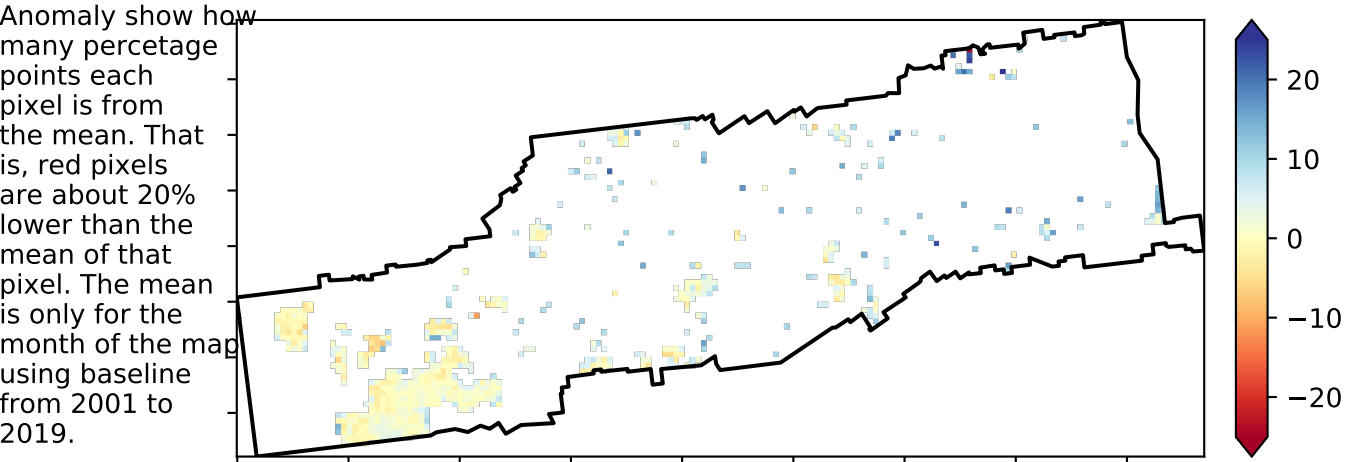 Anomaly show how
many percetage
points each
pixel is from
the mean. That
is, red pixels
are about 20%
lower than the
mean of that
pixel. The mean
is only for the
month of the map
using baseline
from 2001 to
2019.
20
10
0
−10
−20